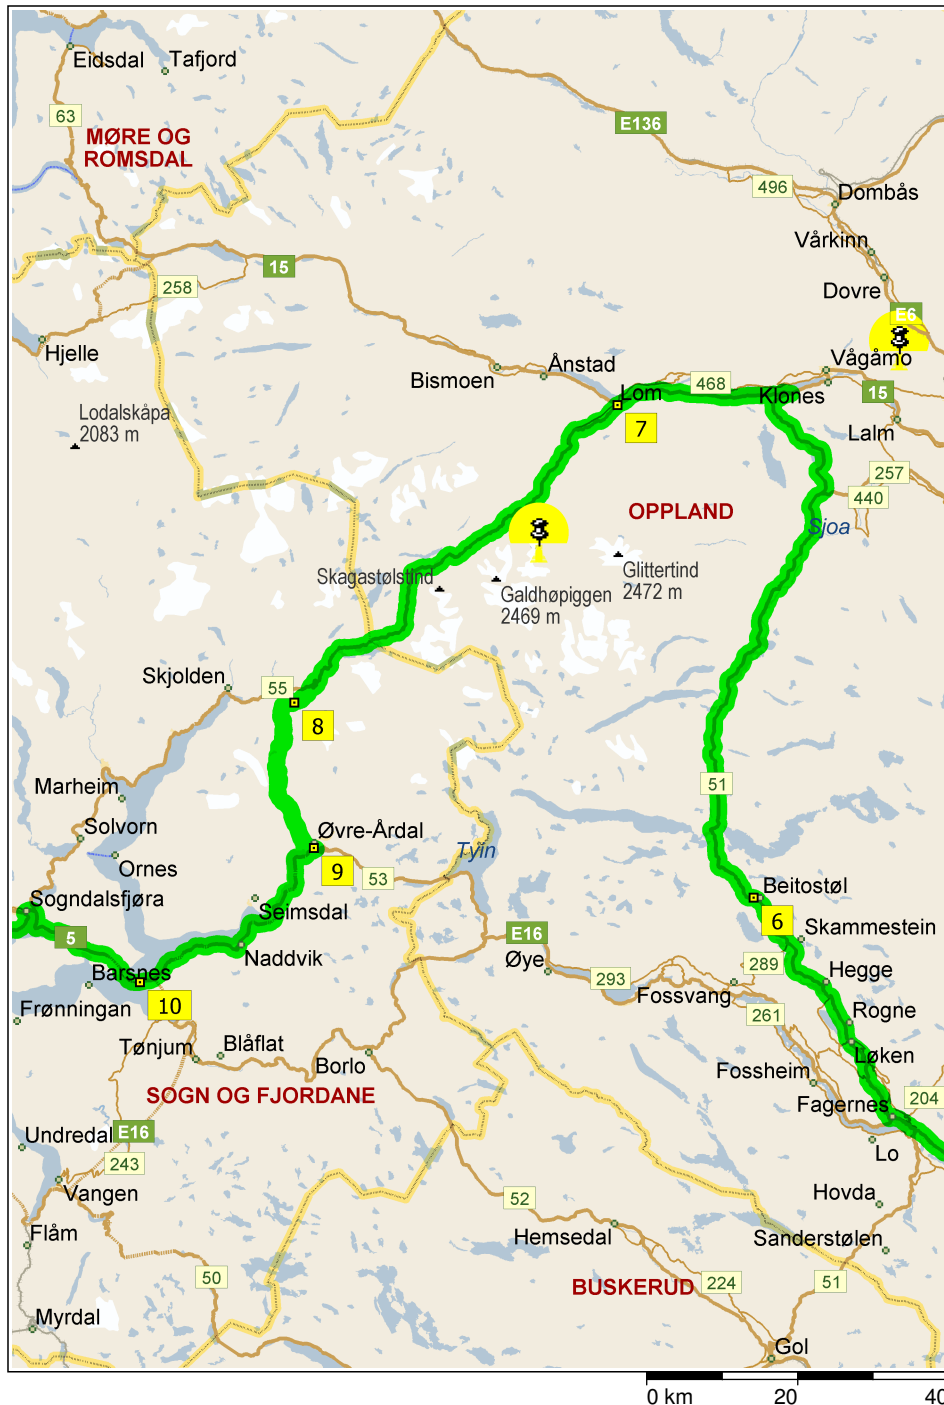 Eidsdal
Tafjord
63
MØRE OG
ROMSDAL
E136
496
Dombås
Vårkinn
Dovre
15
258
E6
Hjelle
Vågåmo
Ånstad
Bismoen
Lom
468
Klones
15
7
Lalm
Lodalskåpa
2083 m
257
440
OPPLAND
Sjoa
Skagastølstind
Glittertind
2472 m
Galdhøpiggen
2469 m
Skjolden
55
8
Marheim
51
Solvorn
Øvre-Årdal
Tyin
Ornes
9
53
Beitostøl
Sogndalsfjøra
Seimsdal
6
5
E16
Skammestein
Naddvik
Øye
289
Hegge
Barsnes
293
Fossvang
10
Frønningan
261
Rogne
Tønjum
Blåflat
Borlo
Løken
Fossheim
SOGN OG FJORDANE
204
Fagernes
Undredal
E16
Lo
243
Vangen
52
Hovda
Flåm
Hemsedal
Sanderstølen
50
BUSKERUD
224
51
Myrdal
Gol
0 km
20
40